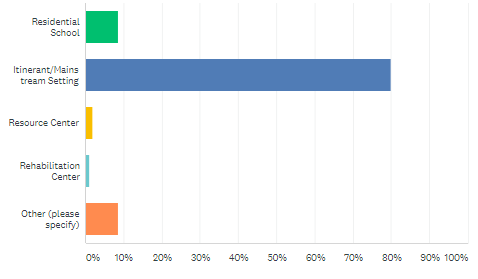 Residential
School
Itinerant/Mains
tream Setting
Resource Center
Rehabilitation
Center
Other (please
specify)
0% 10% 20% 30% 40% 50% 60% 70% 80% 90% 100%